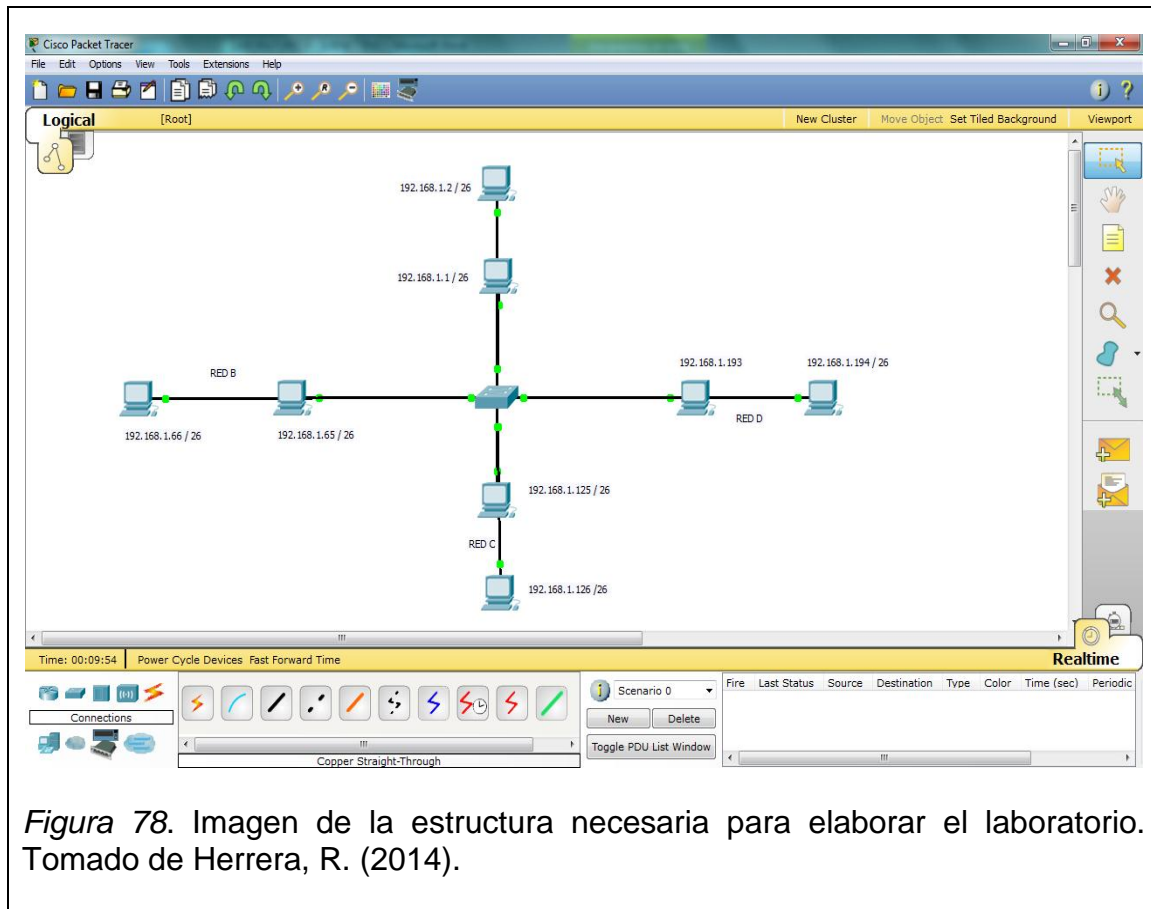 Cisco Packet Tracer
File Edit Options View Tools Extensions Help
Logical [Root] New Cluster Move Object Set Tiled Background Viewport
192.168.1.2 / 26
192.168.1.1 / 26
RED B
192.168.1.193
192.168.1.194 / 26
RED D
192.168.1.66 / 26
192.168.1.65 / 26
192.168.1.125 / 26
RED C
192.168.1.126 /26
Time: 00:09:54 Power Cycle Devices Fast Forward Time Realtime
Connections
Copper Straight-Through
Scenario 0
New Delete
Toggle PDU List Window
Fire Last Status Source Destination Type Color Time (sec) Periodic
Figura 78. Imagen de la estructura necesaria para elaborar el laboratorio.
Tomado de Herrera, R. (2014).